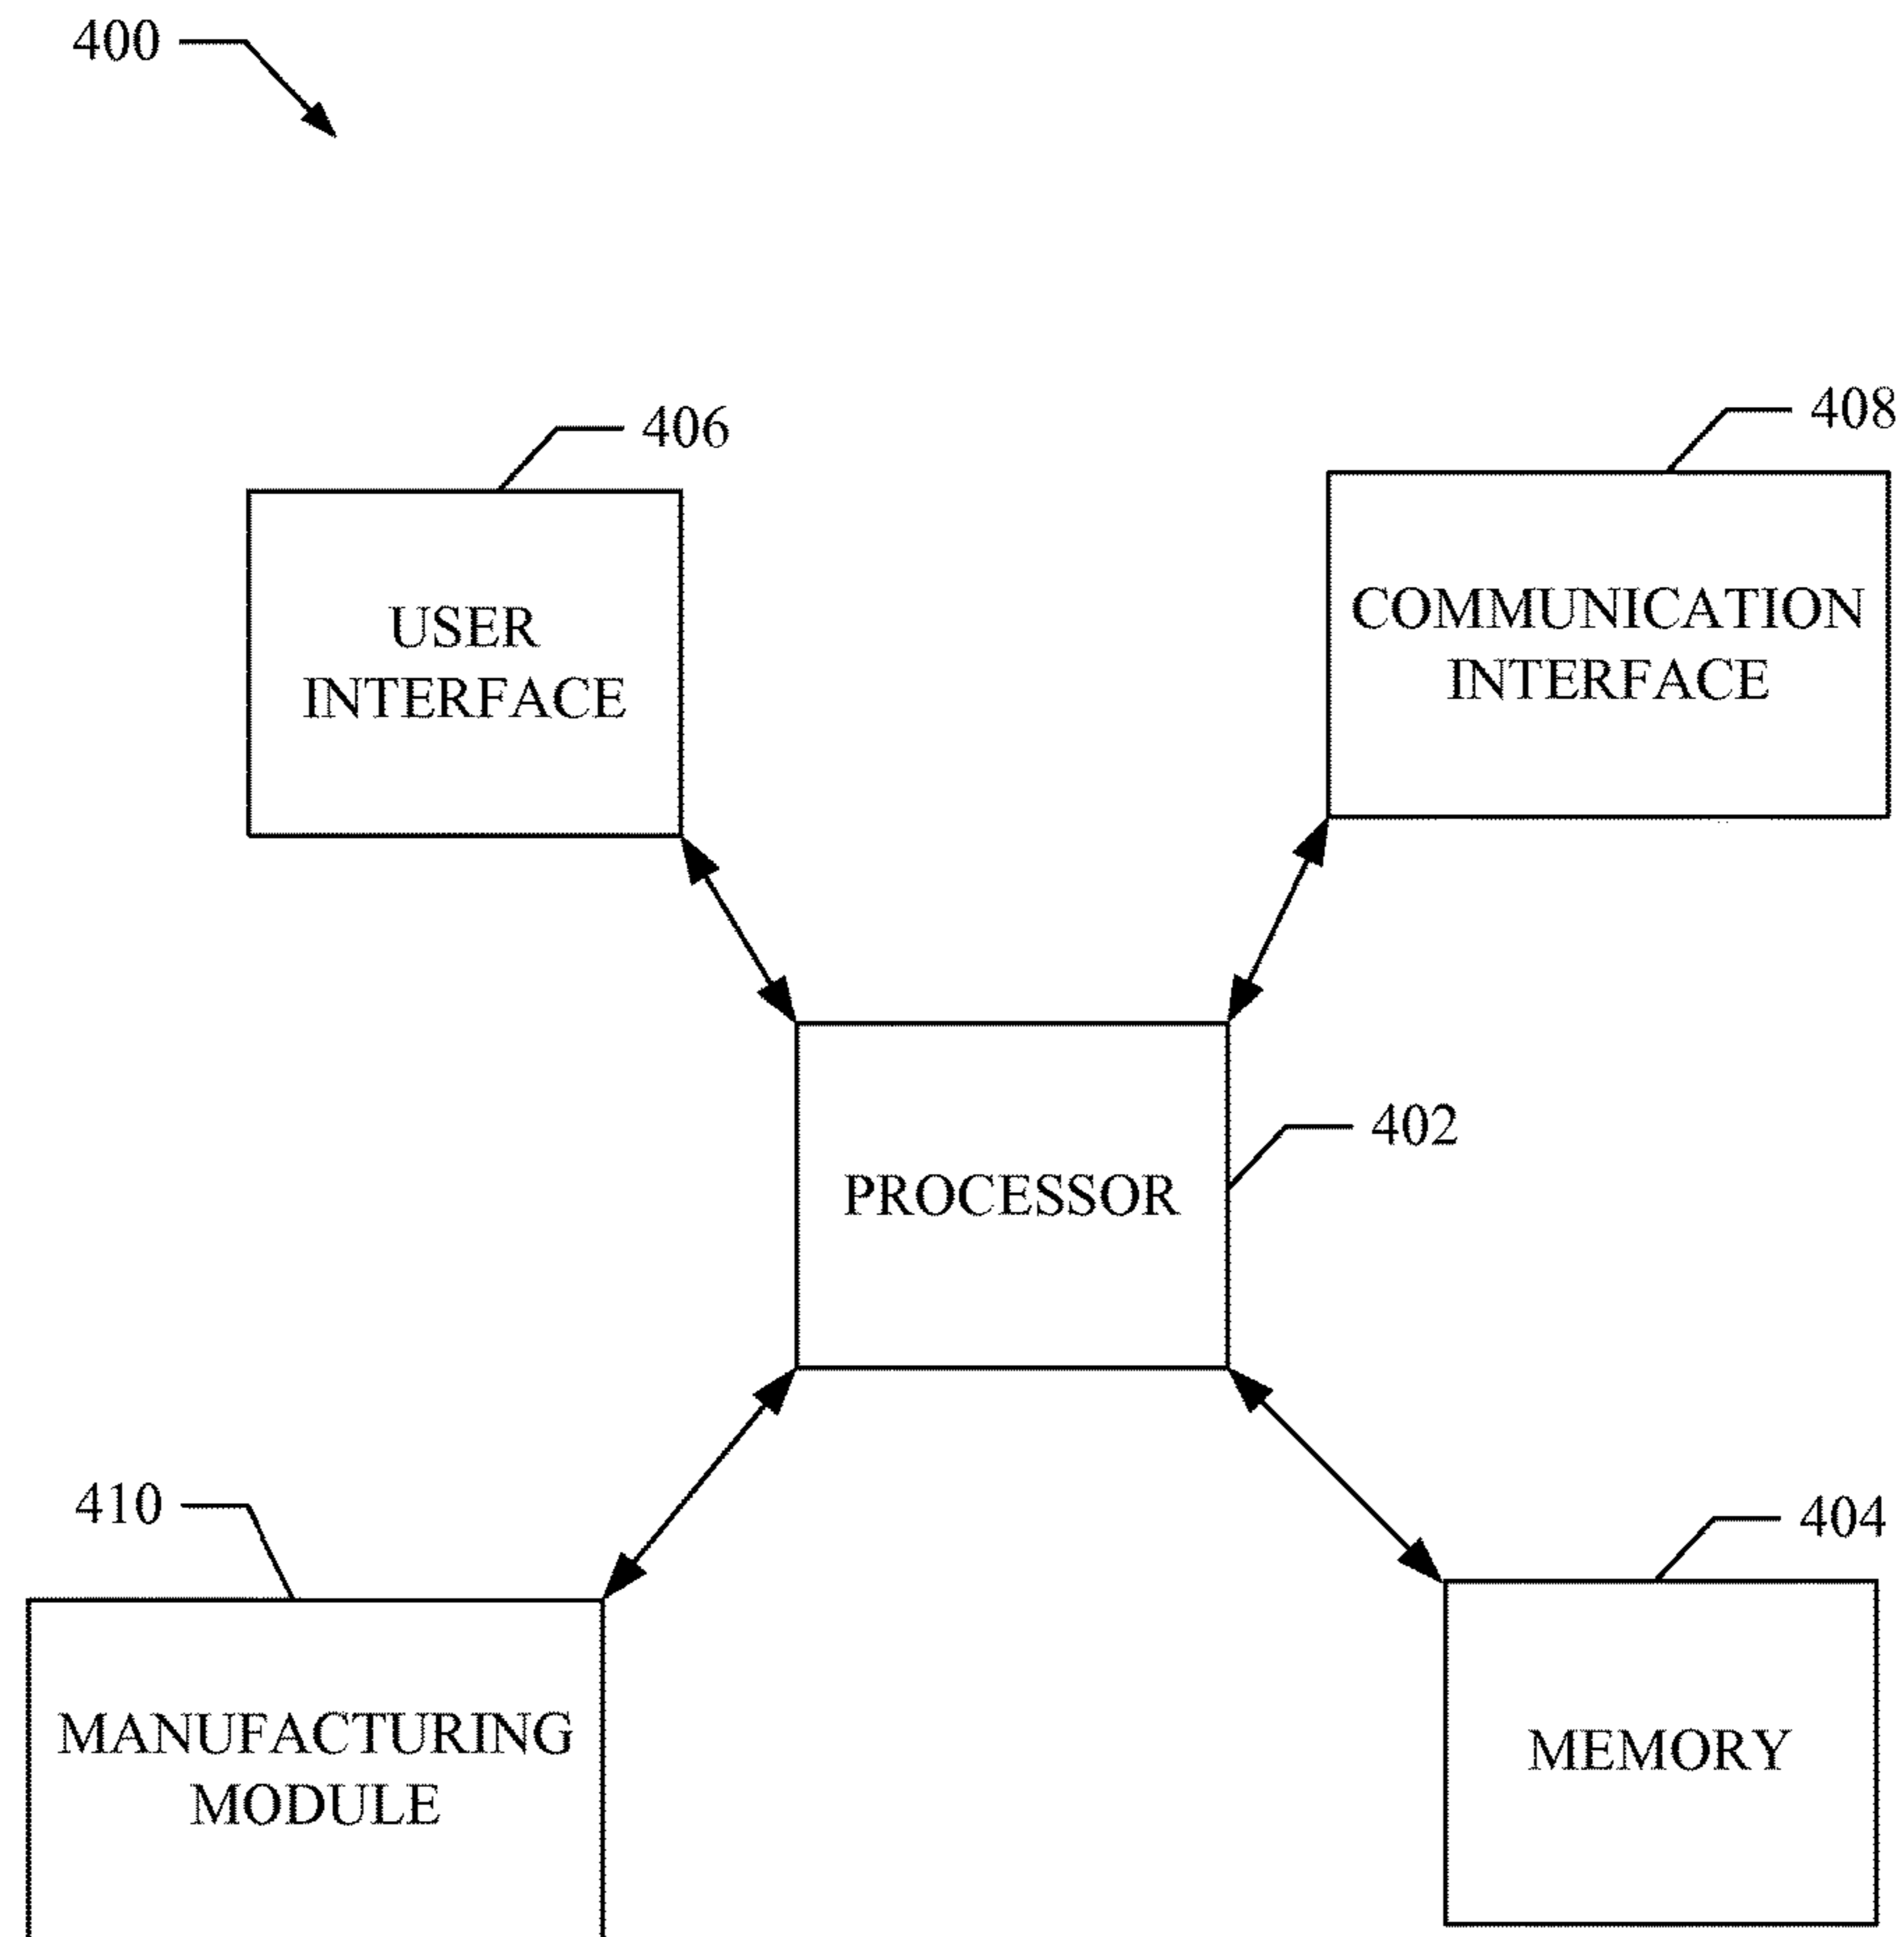 400
406
408
USER
INTERFACE
COMMUNICATION
INTERFACE
402
PROCESSOR
410
404
MANUFACTURING
MODULE
MEMORY